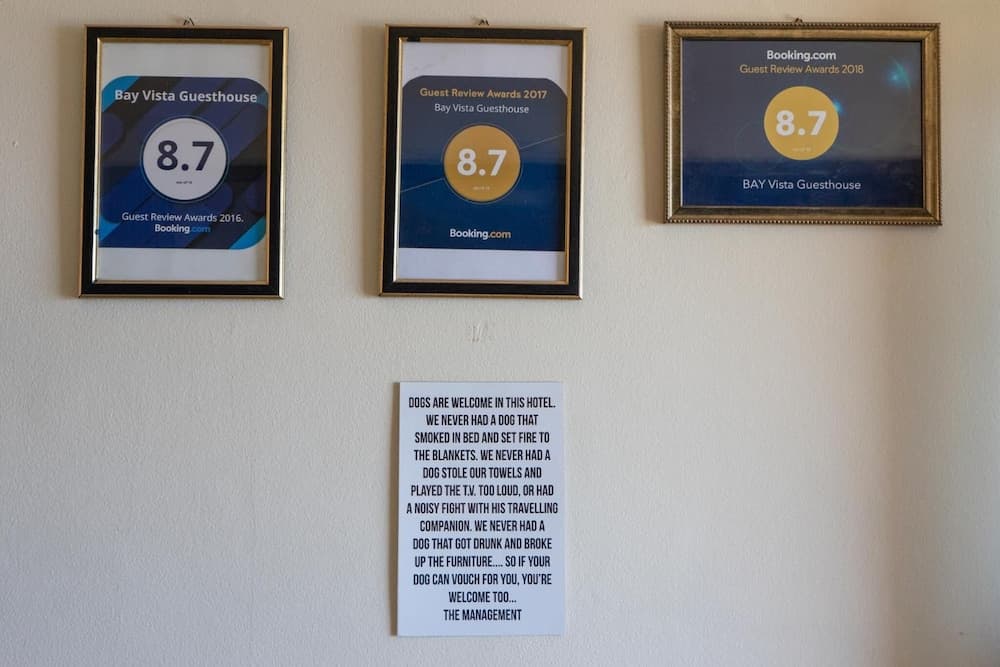 Bay Vista Guesthouse
8.7
Guest Review Awards 2016.
Booking.com
Guest Review Awards 2017
Bay Vista Guesthouse
8.7
Booking.com
Booking.com
Guest Review Awards 2018
8.7
BAY Vista Guesthouse
DOGS ARE WELCOME IN THIS HOTEL.
WE NEVER HAD A DOG THAT
SMOKED IN BED AND SET FIRE TO
THE BLANKETS. WE NEVER HAD A
DOG STOLE OUR TOWELS AND
PLAYED THE T.V. TOO LOUD, OR HAD
A NOISY FIGHT WITH HIS TRAVELLING
COMPANION. WE NEVER HAD A
DOG THAT GOT DRUNK AND BROKE
UP THE FURNITURE.... SO IF YOUR
DOG CAN VOUCH FOR YOU, YOU'RE
WELCOME TOO...
THE MANAGEMENT